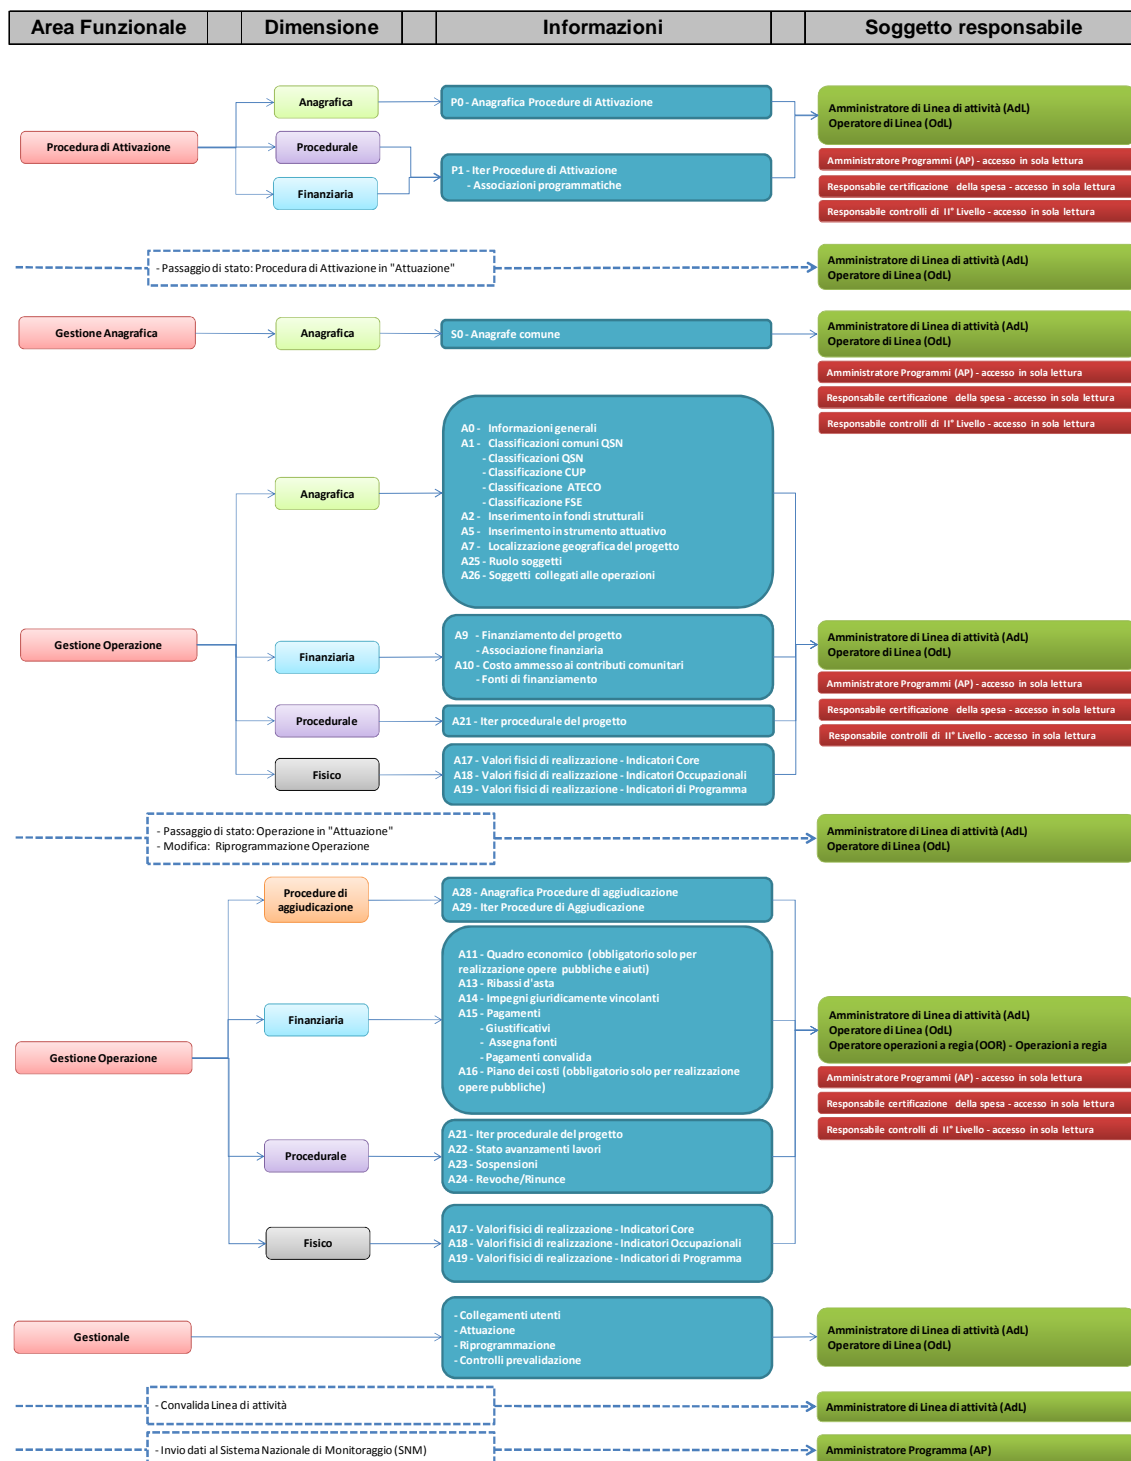 Area Funzionale
Dimensione
Informazioni
Soggetto responsabile
Procedura di Attivazione
Anagrafica
Procedurale
Finanziaria
P0 - Anagrafica Procedure di Attivazione
P1 - Iter Procedure di Attivazione
- Associazioni programmatiche
Amministratore di Linea di attività (AdL)
Operatore di Linea (OdL)
Amministratore Programmi (AP) - accesso in sola lettura
Responsabile certificazione della spesa - accesso in sola lettura
Responsabile controlli di II° Livello - accesso in sola lettura
- Passaggio di stato: Procedura di Attivazione in "Attuazione"
Amministratore di Linea di attività (AdL)
Operatore di Linea (OdL)
Gestione Anagrafica
Anagrafica
S0 - Anagrafe comune
Amministratore di Linea di attività (AdL)
Operatore di Linea (OdL)
Amministratore Programmi (AP) - accesso in sola lettura
Responsabile certificazione della spesa - accesso in sola lettura
Responsabile controlli di II° Livello - accesso in sola lettura
Gestione Operazione
Anagrafica
A0 - Informazioni generali
A1 - Classificazioni comuni QSN
- Classificazioni QSN
- Classificazione CUP
- Classificazione ATECO
- Classificazione FSE
A2 - Inserimento in fondi strutturali
A5 - Inserimento in strumento attuativo
A7 - Localizzazione geografica del progetto
A25 - Ruolo soggetti
A26 - Soggetti collegati alle operazioni
Finanziaria
A9 - Finanziamento del progetto
- Associazione finanziaria
A10 - Costo ammesso ai contributi comunitari
- Fonti di finanziamento
Procedurale
A21 - Iter procedurale del progetto
Fisico
A17 - Valori fisici di realizzazione - Indicatori Core
A18 - Valori fisici di realizzazione - Indicatori Occupazionali
A19 - Valori fisici di realizzazione - Indicatori di Programma
Amministratore di Linea di attività (AdL)
Operatore di Linea (OdL)
Amministratore Programmi (AP) - accesso in sola lettura
Responsabile certificazione della spesa - accesso in sola lettura
Responsabile controlli di II° Livello - accesso in sola lettura
- Passaggio di stato: Operazione in "Attuazione"
- Modifica: Riprogrammazione Operazione
Amministratore di Linea di attività (AdL)
Operatore di Linea (OdL)
Gestione Operazione
Procedure di
aggiudicazione
A28 - Anagrafica Procedure di aggiudicazione
A29 - Iter Procedure di Aggiudicazione
Finanziaria
A11 - Quadro economico (obbligatorio solo per
realizzazione opere pubbliche e aiuti)
A13 - Ribassi d'asta
A14 - Impegni giuridicamente vincolanti
A15 - Pagamenti
- Giustificativi
- Assegna fonti
- Pagamenti convalida
A16 - Piano dei costi (obbligatorio solo per realizzazione
opere pubbliche)
Procedurale
A21 - Iter procedurale del progetto
A22 - Stato avanzamenti lavori
A23 - Sospensioni
A24 - Revoche/Rinunce
Fisico
A17 - Valori fisici di realizzazione - Indicatori Core
A18 - Valori fisici di realizzazione - Indicatori Occupazionali
A19 - Valori fisici di realizzazione - Indicatori di Programma
Amministratore di Linea di attività (AdL)
Operatore di Linea (OdL)
Operatore operazioni a regia (OOR) - Operazioni a regia
Amministratore Programmi (AP) - accesso in sola lettura
Responsabile certificazione della spesa - accesso in sola lettura
Responsabile controlli di II° Livello - accesso in sola lettura
Gestionale
- Collegamenti utenti
- Attuazione
- Riprogrammazione
- Controlli prevalidazione
Amministratore di Linea di attività (AdL)
Operatore di Linea (OdL)
- Convalida Linea di attività
Amministratore di Linea di attività (AdL)
- Invio dati al Sistema Nazionale di Monitoraggio (SNM)
Amministratore Programma (AP)